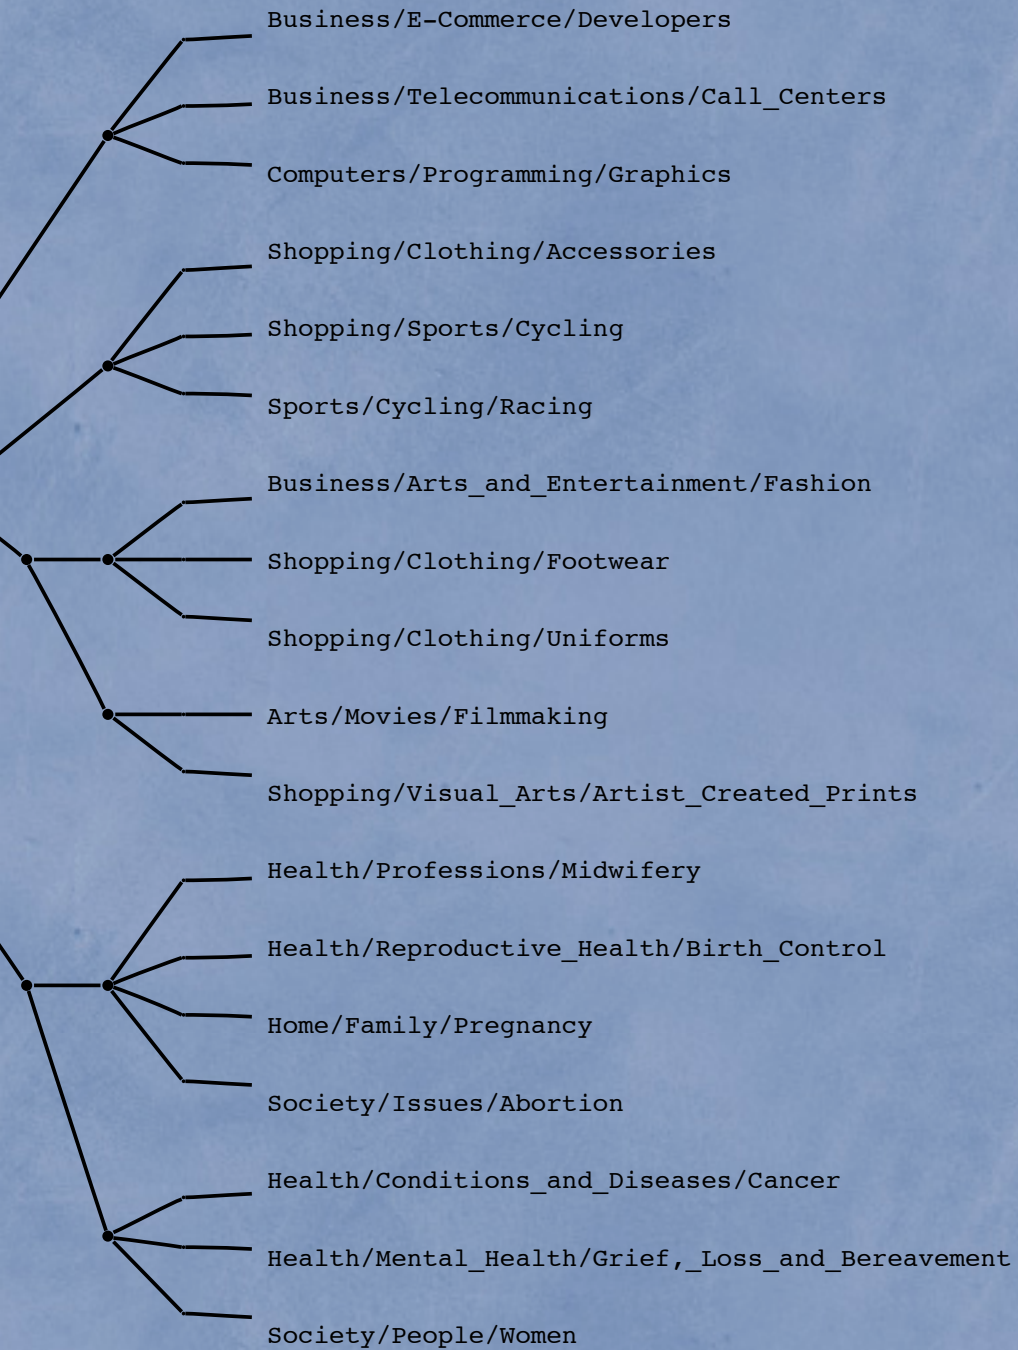 Business/E-Commerce/Developers
Business/Telecommunications/Call_Centers
Computers/Programming/Graphics
Shopping/Clothing/Accessories
Shopping/Sports/Cycling
Sports/Cycling/Racing
Business/Arts_and_Entertainment/Fashion
Shopping/Clothing/Footwear
Shopping/Clothing/Uniforms
Arts/Movies/Filmmaking
Shopping/Visual_Arts/Artist_Created_Prints
Health/Professions/Midwifery
Health/Reproductive_Health/Birth_Control
Home/Family/Pregnancy
Society/Issues/Abortion
Health/Conditions_and_Diseases/Cancer
Health/Mental_Health/Grief,_Loss_and_Bereavement
Society/People/Women